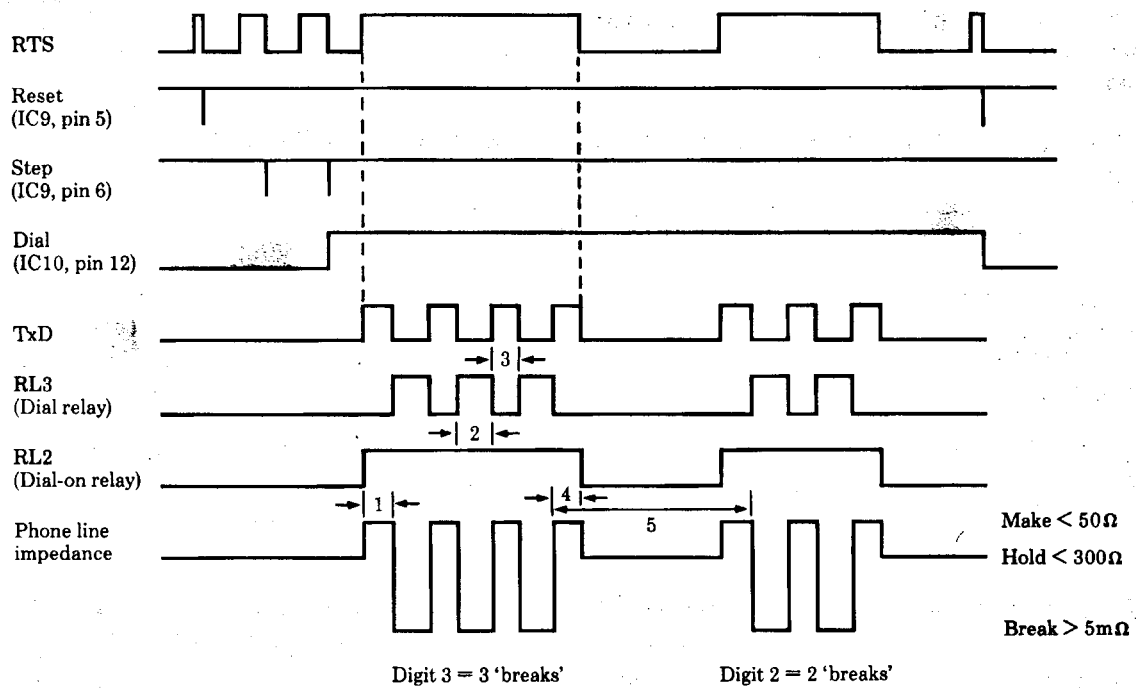 RTS
Reset
(IC9, pin 5)
Step
(IC9, pin 6)
Dial
(IC10, pin 12)
TxD
3
RL3
(Dial relay)
2
RL2
(Dial-on relay)
1
4
5
Phone line
impedance
Make < 50Ω
Hold < 300Ω
Break > 5mΩ
Digit 3 = 3 'breaks'
Digit 2 = 2 'breaks'